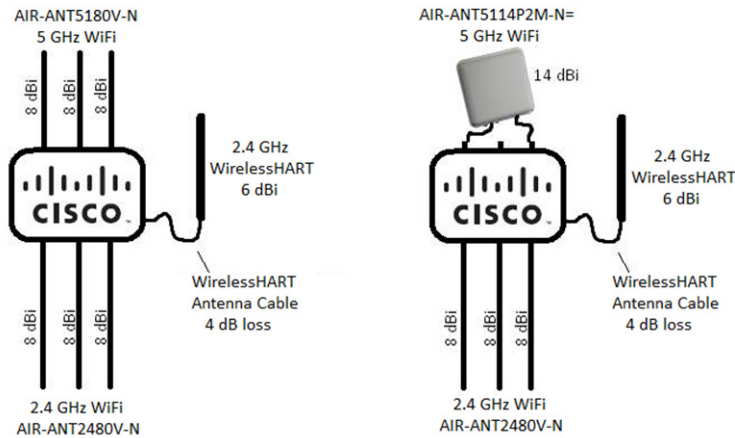 AIR-ANT5180V-N
5 GHz WiFi
8 dBi
8 dBi
8 dBi
CISCO™
2.4 GHz
WirelessHART
6 dBi
WirelessHART
Antenna Cable
4 dB loss
8 dBi
8 dBi
8 dBi
2.4 GHz WiFi
AIR-ANT2480V-N
AIR-ANT5114P2M-N=
5 GHz WiFi
14 dBi
CISCO™
2.4 GHz
WirelessHART
6 dBi
WirelessHART
Antenna Cable
4 dB loss
8 dBi
8 dBi
8 dBi
2.4 GHz WiFi
AIR-ANT2480V-N